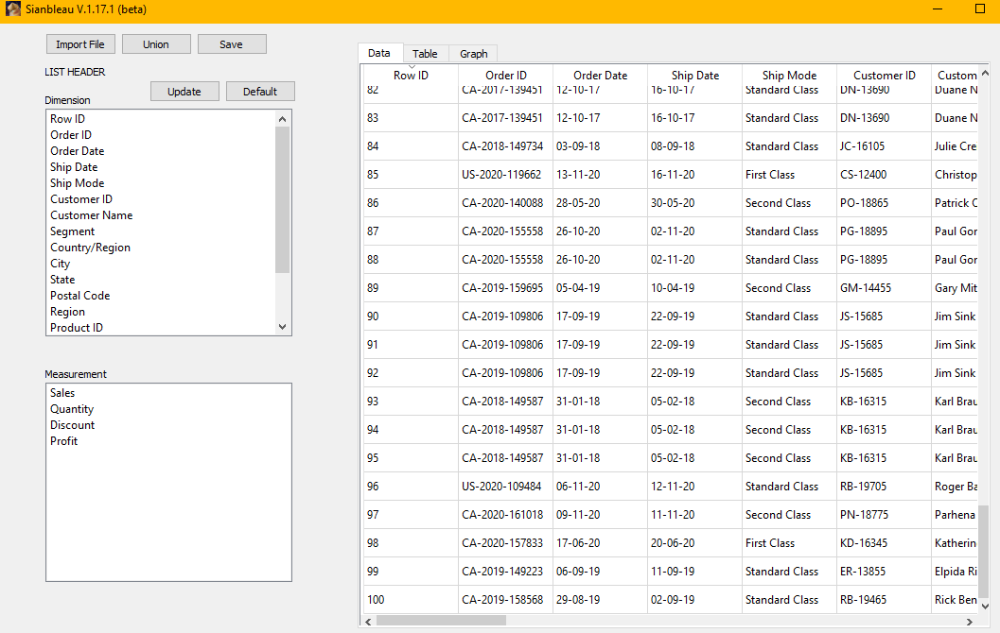 Sianbleau V.1.17.1 (beta)
Import File Union Save
LIST HEADER
Update Default
Dimension
Row ID
Order ID
Order Date
Ship Date
Ship Mode
Customer ID
Customer Name
Segment
Country/Region
City
State
Postal Code
Region
Product ID
Measurement
Sales
Quantity
Discount
Profit
Data Table Graph
Row ID Order ID Order Date Ship Date Ship Mode Customer ID Custom
82 CA-2017-139451 12-10-17 16-10-17 Standard Class DN-13690 Duane N
83 CA-2017-139451 12-10-17 16-10-17 Standard Class DN-13690 Duane N
84 CA-2018-149734 03-09-18 08-09-18 Standard Class JC-16105 Julie Cre
85 US-2020-119662 13-11-20 16-11-20 First Class CS-12400 Christop
86 CA-2020-140088 28-05-20 30-05-20 Second Class PO-18865 Patrick C
87 CA-2020-155558 26-10-20 02-11-20 Standard Class PG-18895 Paul Gor
88 CA-2020-155558 26-10-20 02-11-20 Standard Class PG-18895 Paul Gor
89 CA-2019-159695 05-04-19 10-04-19 Second Class GM-14455 Gary Mit
90 CA-2019-109806 17-09-19 22-09-19 Standard Class JS-15685 Jim Sink
91 CA-2019-109806 17-09-19 22-09-19 Standard Class JS-15685 Jim Sink
92 CA-2019-109806 17-09-19 22-09-19 Standard Class JS-15685 Jim Sink
93 CA-2018-149587 31-01-18 05-02-18 Second Class KB-16315 Karl Brau
94 CA-2018-149587 31-01-18 05-02-18 Second Class KB-16315 Karl Brau
95 CA-2018-149587 31-01-18 05-02-18 Second Class KB-16315 Karl Brau
96 US-2020-109484 06-11-20 12-11-20 Standard Class RB-19705 Roger Ba
97 CA-2020-161018 09-11-20 11-11-20 Second Class PN-18775 Parhena
98 CA-2020-157833 17-06-20 20-06-20 First Class KD-16345 Katherin
99 CA-2019-149223 06-09-19 11-09-19 Standard Class ER-13855 Elpida Ri
100 CA-2019-158568 29-08-19 02-09-19 Standard Class RB-19465 Rick Ben